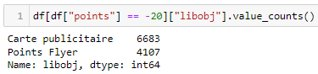 df[df["points"] == -20]["libobj"].value_counts()
Carte publicitaire    6683
Points Flyer          4107
Name: libobj, dtype: int64